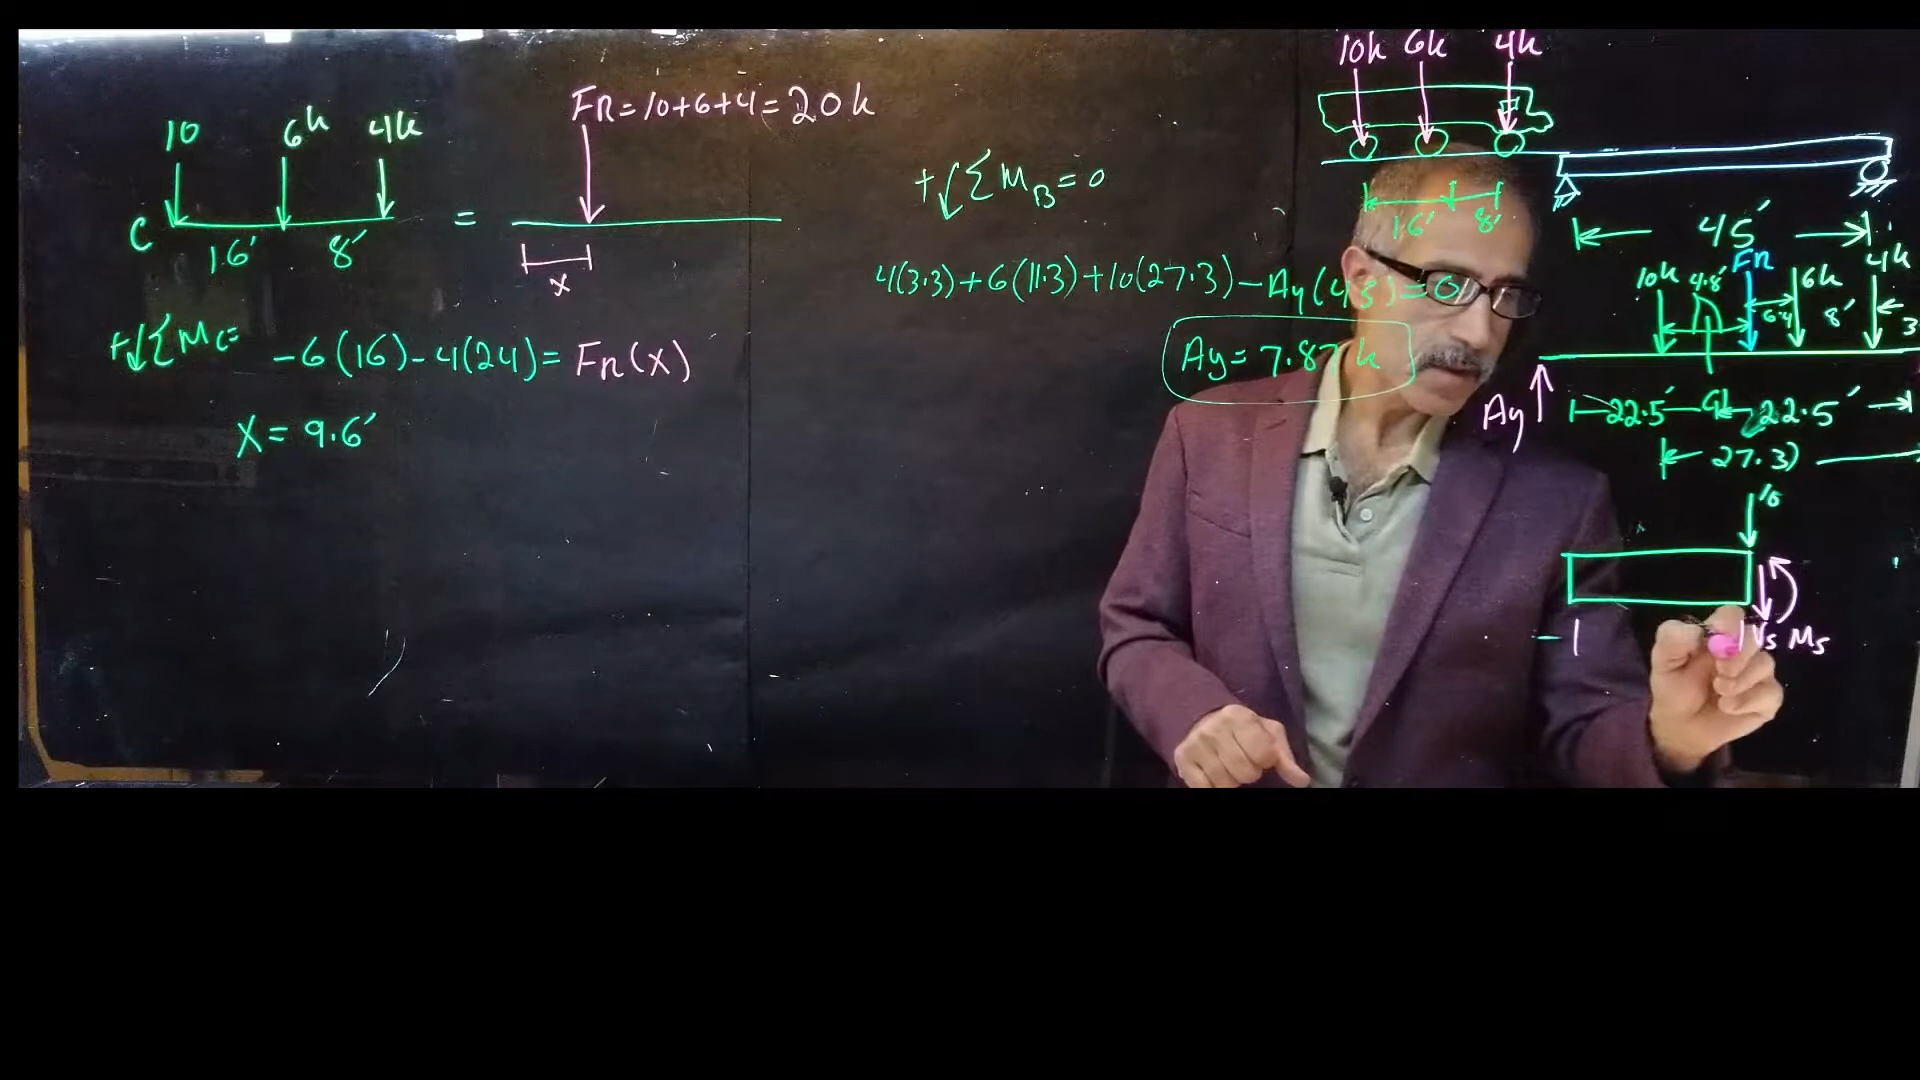 10 6k 4k
C
16' 8'
=
FR=10+6+4=20k
x
+ΣMc=
-6(16)-4(24)= FR(x)
x= 9.6'
+ΣMB=0
4(3.3)+6(11.3)+10(27.3)-Ay(45)=0
Ay= 7.87 k
10k 6k 4k
16' 8'
45'
10k 4.8' FR 6k 4k
6.4 8' 3
Ay
22.5' 22.5'
27.3
10
Vs Ms